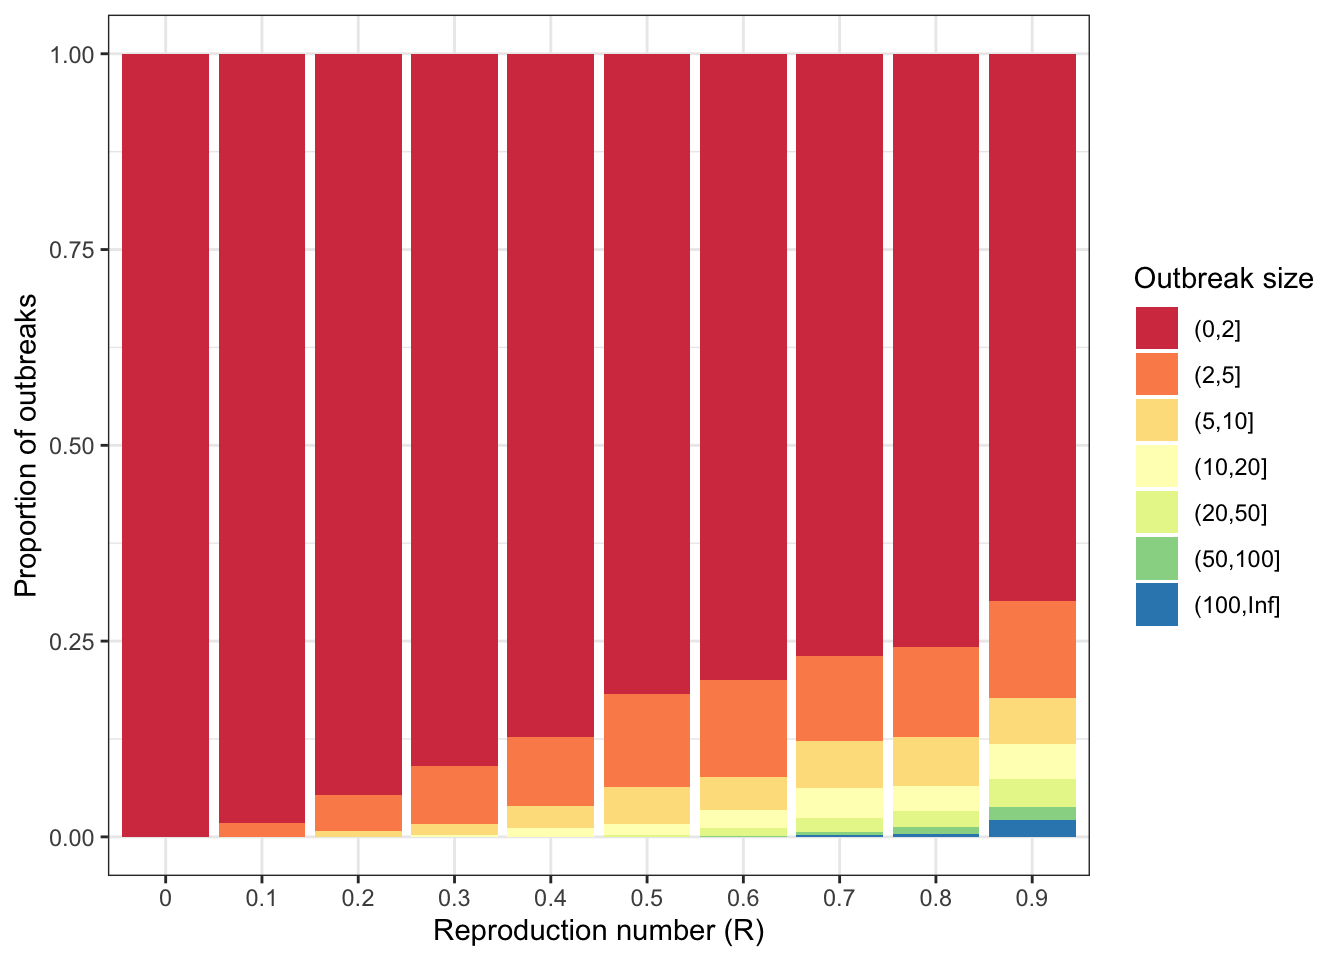 1.00
0.75
0.50
0.25
0.00
Proportion of outbreaks
0 0.1 0.2 0.3 0.4 0.5 0.6 0.7 0.8 0.9
Reproduction number (R)
Outbreak size
(0,2]
(2,5]
(5,10]
(10,20]
(20,50]
(50,100]
(100,Inf]